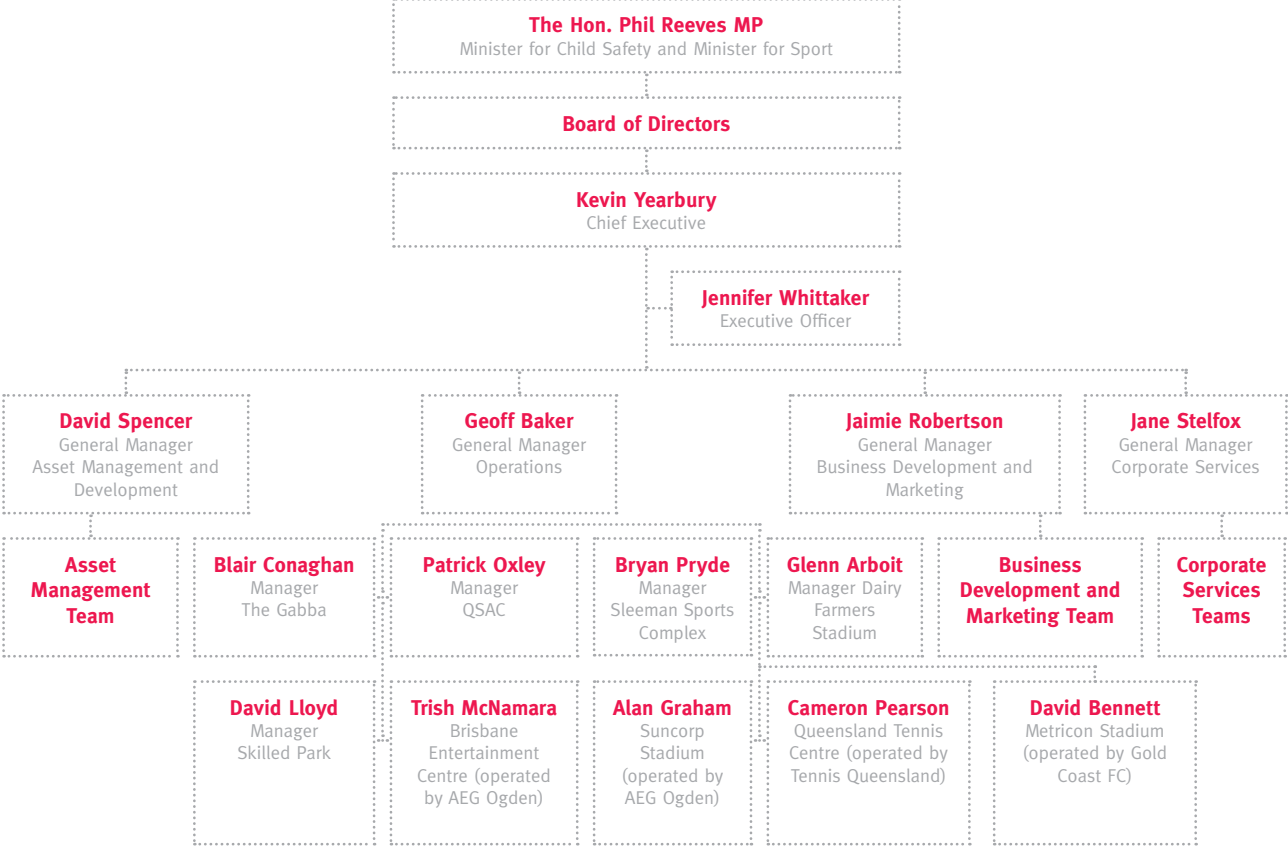 The Hon. Phil Reeves MP
Minister for Child Safety and Minister for Sport
Board of Directors
Kevin Yearbury
Chief Executive
Jennifer Whittaker
Executive Officer
David Spencer
General Manager
Asset Management and
Development
Geoff Baker
General Manager
Operations
Jaimie Robertson
General Manager
Business Development and
Marketing
Jane Stelfox
General Manager
Corporate Services
Asset
Management
Team
Blair Conaghan
Manager
The Gabba
Patrick Oxley
Manager
QSAC
Bryan Pryde
Manager
Sleeman Sports
Complex
Glenn Arboit
Manager Dairy
Farmers
Stadium
Business
Development and
Marketing Team
Corporate
Services
Teams
David Lloyd
Manager
Skilled Park
Trish McNamara
Brisbane
Entertainment
Centre (operated
by AEG Ogden)
Alan Graham
Suncorp
Stadium
(operated by
AEG Ogden)
Cameron Pearson
Queensland Tennis
Centre (operated by
Tennis Queensland)
David Bennett
Metricon Stadium
(operated by Gold
Coast FC)